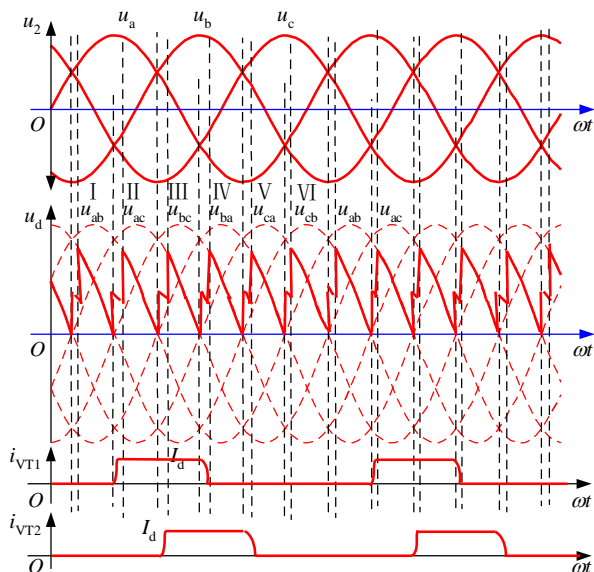 u2 ua ub uc
O ωt
Ⅰ Ⅱ Ⅲ Ⅳ Ⅴ Ⅵ
ud uab uac ubc uba uca ucb uab uac
O ωt
iVT1 Id
O ωt
iVT2 Id
O ωt